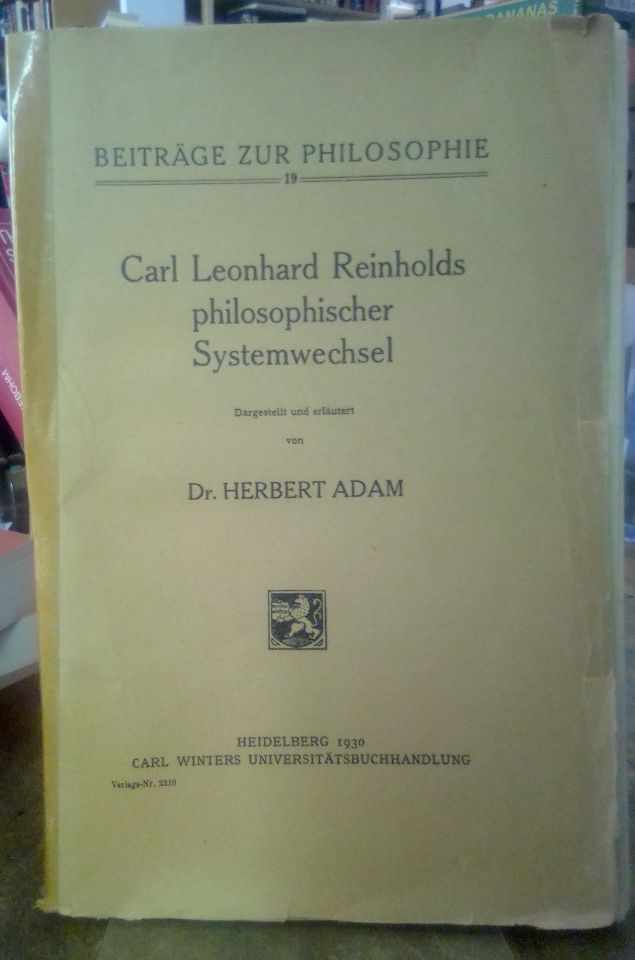 BANANAS
BEITRÄGE ZUR PHILOSOPHIE
19
Carl Leonhard Reinholds
philosophischer
Systemwechsel
Dargestellt und erläutert
von
Dr. HERBERT ADAM
HEIDELBERG 1930
CARL WINTERS UNIVERSITÄTSBUCHHANDLUNG
Verlags-Nr. 2218